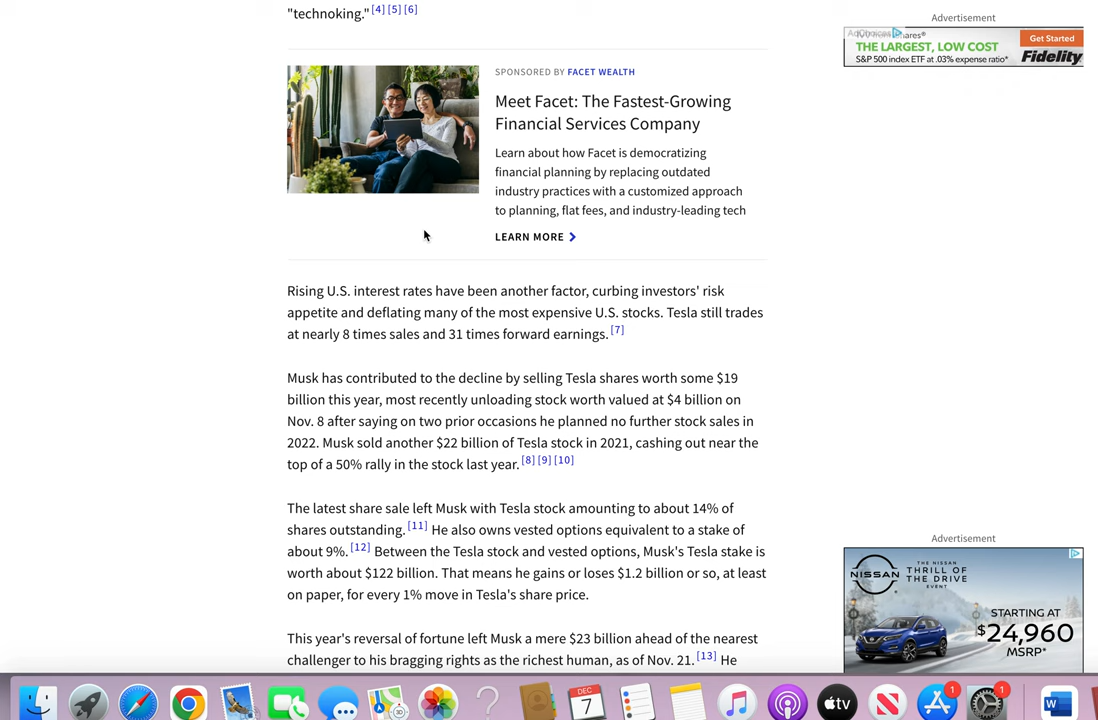 "technoking." [4] [5] [6]
SPONSORED BY FACET WEALTH
Meet Facet: The Fastest-Growing
Financial Services Company
Learn about how Facet is democratizing
financial planning by replacing outdated
industry practices with a customized approach
to planning, flat fees, and industry-leading tech
LEARN MORE
Rising U.S. interest rates have been another factor, curbing investors' risk
appetite and deflating many of the most expensive U.S. stocks. Tesla still trades
at nearly 8 times sales and 31 times forward earnings. [7]
Musk has contributed to the decline by selling Tesla shares worth some $19
billion this year, most recently unloading stock worth valued at $4 billion on
Nov. 8 after saying on two prior occasions he planned no further stock sales in
2022. Musk sold another $22 billion of Tesla stock in 2021, cashing out near the
top of a 50% rally in the stock last year. [8] [9] [10]
The latest share sale left Musk with Tesla stock amounting to about 14% of
shares outstanding. [11] He also owns vested options equivalent to a stake of
about 9%. [12] Between the Tesla stock and vested options, Musk's Tesla stake is
worth about $122 billion. That means he gains or loses $1.2 billion or so, at least
on paper, for every 1% move in Tesla's share price.
This year's reversal of fortune left Musk a mere $23 billion ahead of the nearest
challenger to his bragging rights as the richest human, as of Nov. 21. [13] He
Advertisement
AdChoices
THE LARGEST, LOW COST
S&P 500 index ETF at .03% expense ratio*
Get Started
Fidelity
Advertisement
NISSAN
THE NISSAN
THRILL OF
THE DRIVE
EVENT
STARTING AT
$24,960
MSRP*
DEC
7
tv
1
1
W